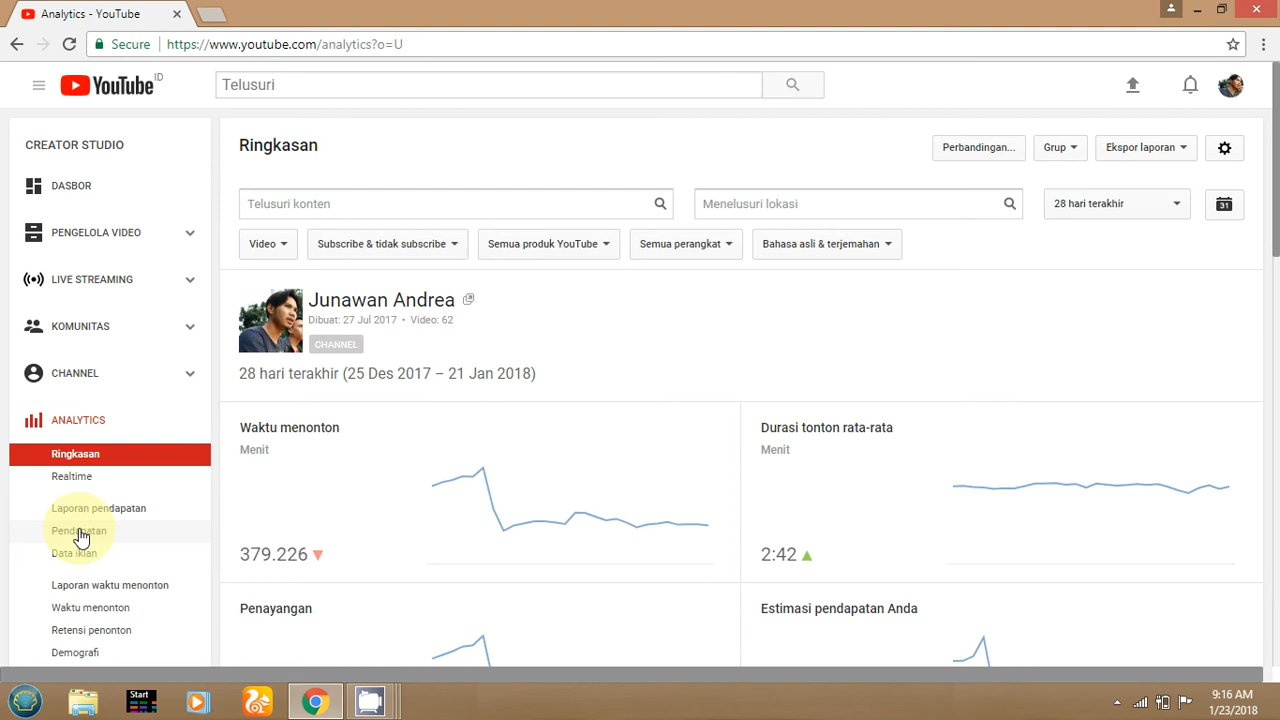 Analytics - YouTube
Secure
https://www.youtube.com/analytics?o=U
YouTube ID
Telusuri
CREATOR STUDIO
DASBOR
PENGELOLA VIDEO
LIVE STREAMING
KOMUNITAS
CHANNEL
ANALYTICS
Ringkasan
Realtime
Laporan pendapatan
Pendapatan
Data iklan
Laporan waktu menonton
Waktu menonton
Retensi penonton
Demografi
Ringkasan
Perbandingan...
Grup
Ekspor laporan
Telusuri konten
Menelusuri lokasi
28 hari terakhir
31
Video
Subscribe & tidak subscribe
Semua produk YouTube
Semua perangkat
Bahasa asli & terjemahan
Junawan Andrea
Dibuat: 27 Jul 2017 • Video: 62
CHANNEL
28 hari terakhir (25 Des 2017 – 21 Jan 2018)
Waktu menonton
Menit
379.226
Durasi tonton rata-rata
Menit
2:42
Penayangan
Estimasi pendapatan Anda
Start
9:16 AM
1/23/2018